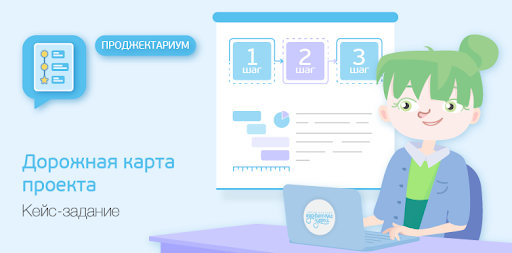 ПРОДЖЕКТАРИУМ
1 2 3
шаг шаг шаг
Дорожная карта
проекта
Кейс-задание